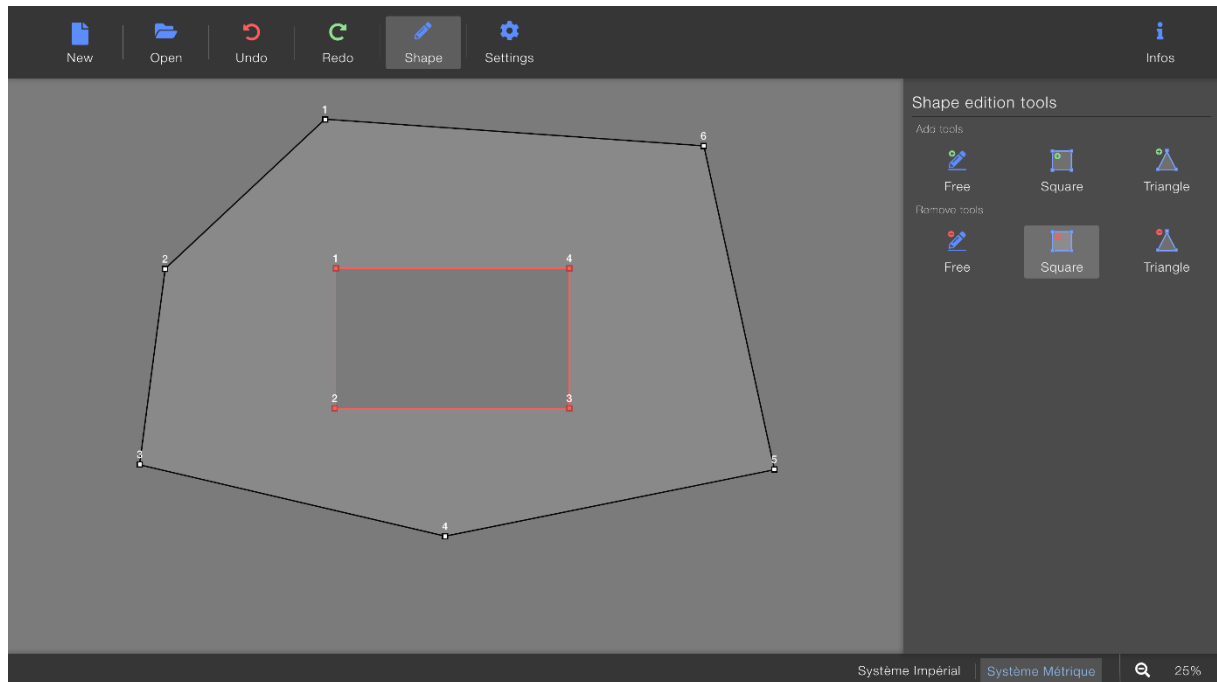 New Open Undo Redo Shape Settings Infos
Shape edition tools
Add tools
Free Square Triangle
Remove tools
Free Square Triangle
1
6
2
1 4
2 3
3 5
4
Système Impérial Système Métrique 25%